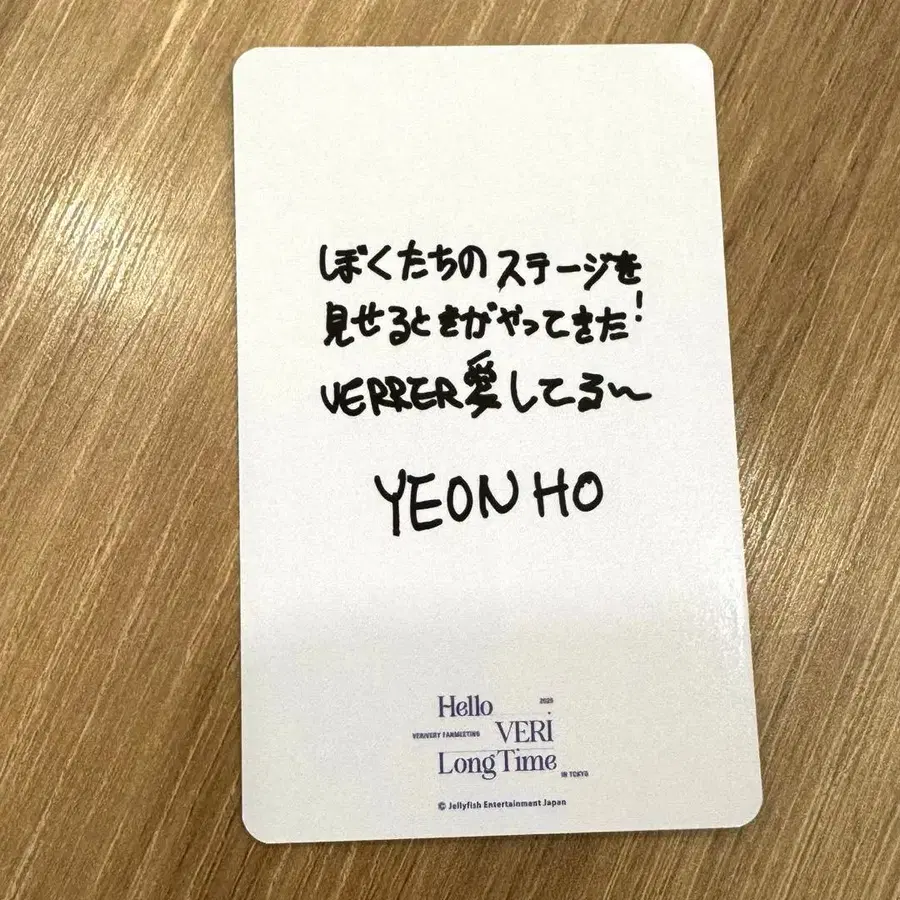 ぼくたちのステージを
見せるときがやってきた!
VERRER愛してる〜
YEON HO
Hello 2025
VERIVERY FANMEETING VERi
Long Time IN TOKYO
© Jellyfish Entertainment Japan